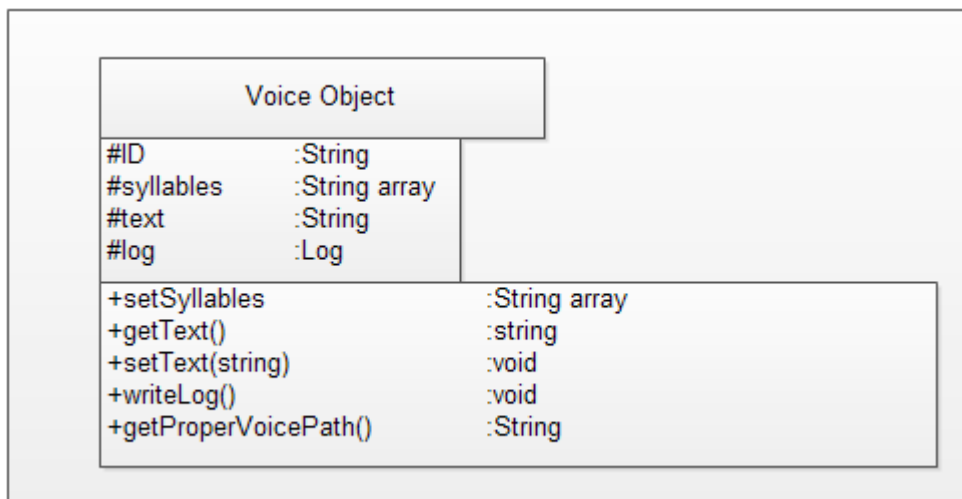 Voice Object
#ID :String
#syllables :String array
#text :String
#log :Log
+setSyllables :String array
+getText() :string
+setText(string) :void
+writeLog() :void
+getProperVoicePath() :String